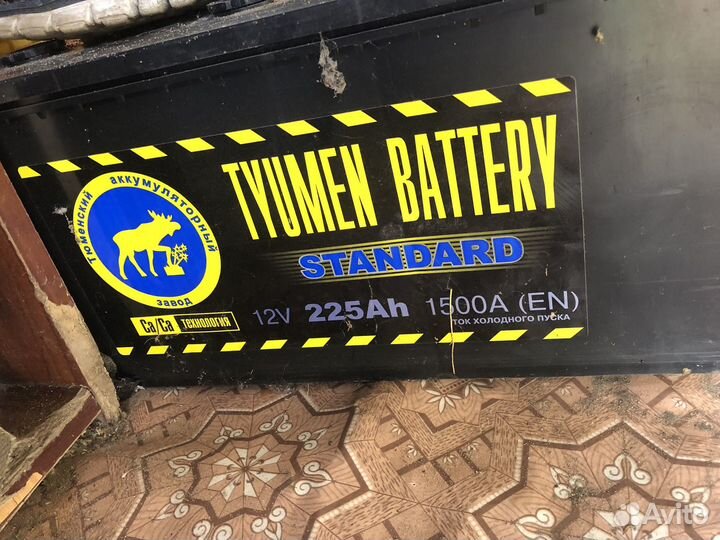 Тюменский аккумуляторный
завод
TYUMEN BATTERY
STANDARD
Ca/Ca ТЕХНОЛОГИЯ
12V 225Ah 1500A (EN)
ТОК ХОЛОДНОГО ПУСКА
Avito